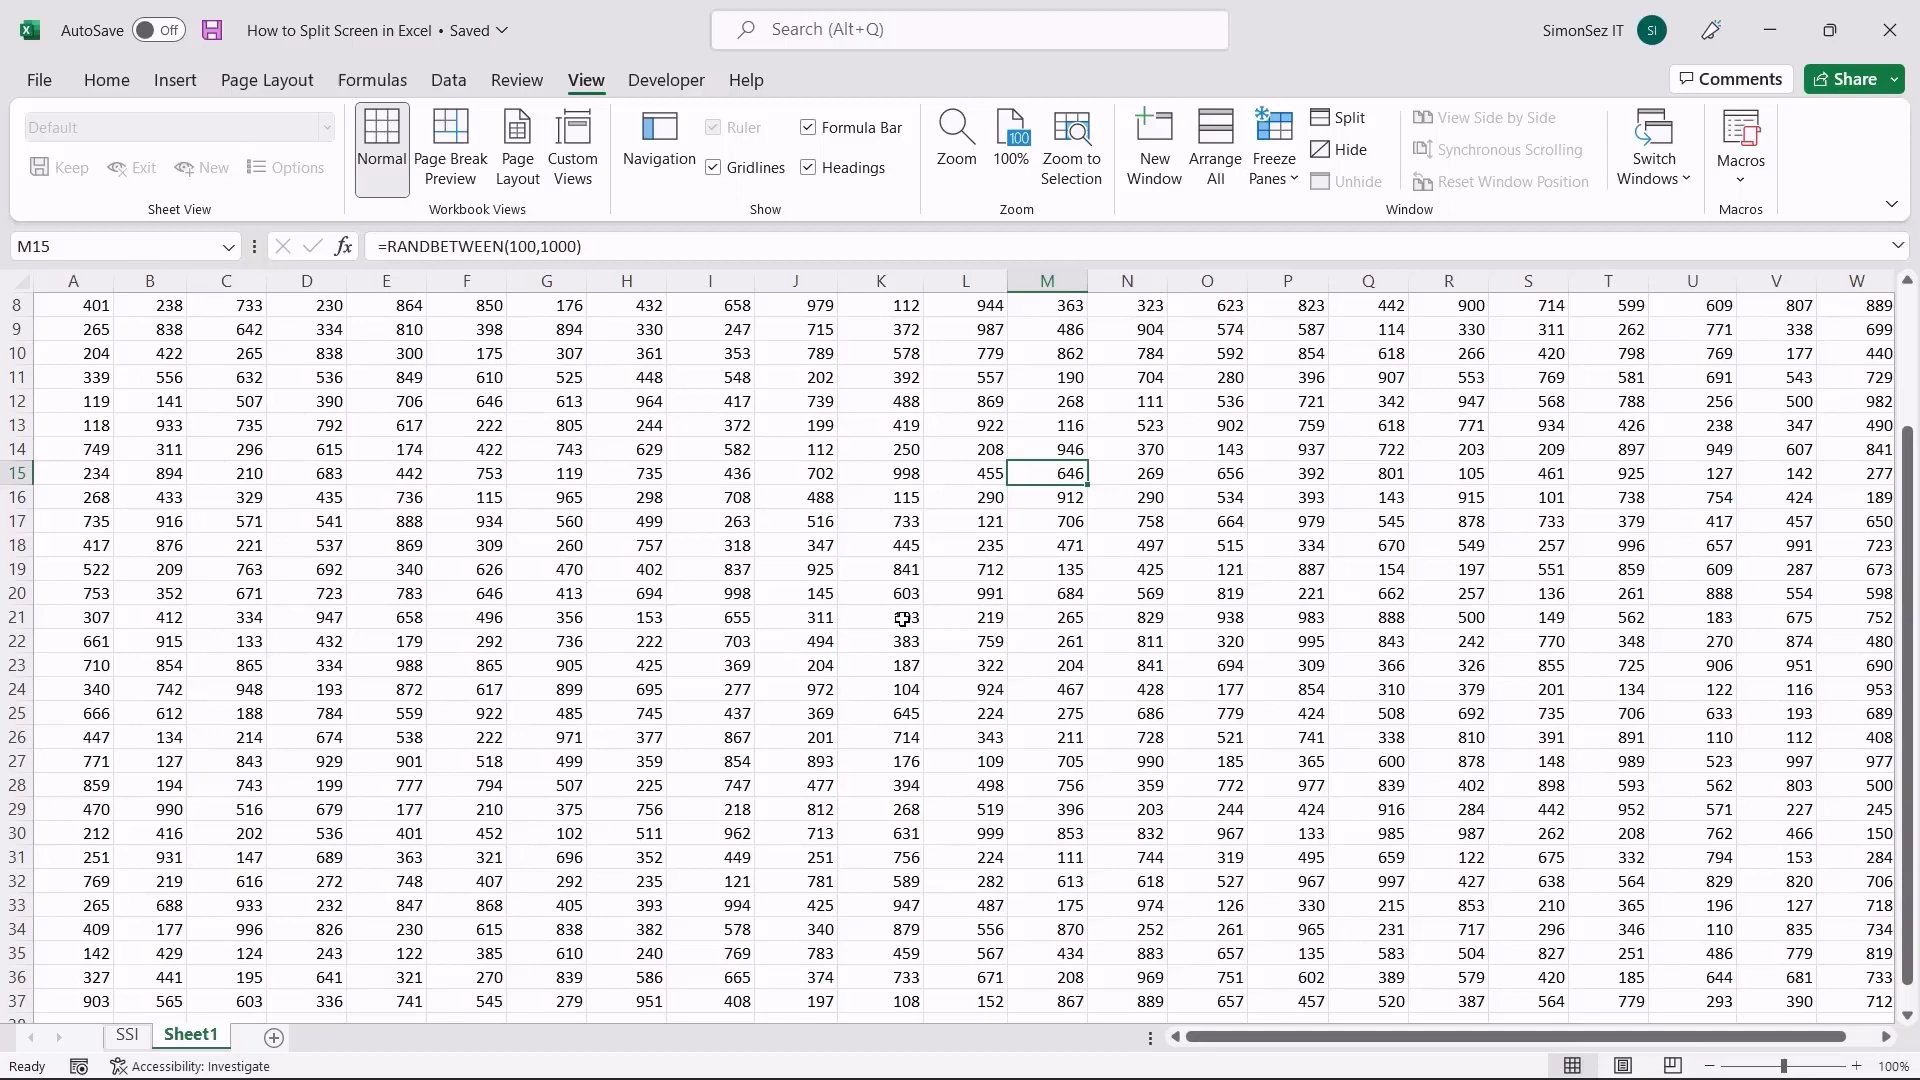 AutoSave Off How to Split Screen in Excel • Saved Search (Alt+Q) SimonSez IT SI
File Home Insert Page Layout Formulas Data Review View Developer Help Comments Share
Default
Keep Exit New Options
Sheet View
Normal
Page Break Preview
Page Layout
Custom Views
Workbook Views
Navigation
Ruler Formula Bar
Gridlines Headings
Show
Zoom
100 100%
Zoom to Selection
Zoom
New Window
Arrange All
Freeze Panes
Split
Hide
Unhide
View Side by Side
Synchronous Scrolling
Reset Window Position
Window
Switch Windows
Macros
Macros
M15 fx =RANDBETWEEN(100,1000)
A B C D E F G H I J K L M N O P Q R S T U V W
8 401 238 733 230 864 850 176 432 658 979 112 944 363 323 623 823 442 900 714 599 609 807 889
9 265 838 642 334 810 398 894 330 247 715 372 987 486 904 574 587 114 330 311 262 771 338 699
10 204 422 265 838 300 175 307 361 353 789 578 779 862 784 592 854 618 266 420 798 769 177 440
11 339 556 632 536 849 610 525 448 548 202 392 557 190 704 280 396 907 553 769 581 691 543 729
12 119 141 507 390 706 646 613 964 417 739 488 869 268 111 536 721 342 947 568 788 256 500 982
13 118 933 735 792 617 222 805 244 372 199 419 922 116 523 902 759 618 771 934 426 238 347 490
14 749 311 296 615 174 422 743 629 582 112 250 208 946 370 143 937 722 203 209 897 949 607 841
15 234 894 210 683 442 753 119 735 436 702 998 455 646 269 656 392 801 105 461 925 127 142 277
16 268 433 329 435 736 115 965 298 708 488 115 290 912 290 534 393 143 915 101 738 754 424 189
17 735 916 571 541 888 934 560 499 263 516 733 121 706 758 664 979 545 878 733 379 417 457 650
18 417 876 221 537 869 309 260 757 318 347 445 235 471 497 515 334 670 549 257 996 657 991 723
19 522 209 763 692 340 626 470 402 837 925 841 712 135 425 121 887 154 197 551 859 609 287 673
20 753 352 671 723 783 646 413 694 998 145 603 991 684 569 819 221 662 257 136 261 888 554 598
21 307 412 334 947 658 496 356 153 655 311 219 265 829 938 983 888 500 149 562 183 675 752
22 661 915 133 432 179 292 736 222 703 494 383 759 261 811 320 995 843 242 770 348 270 874 480
23 710 854 865 334 988 865 905 425 369 204 187 322 204 841 694 309 366 326 855 725 906 951 690
24 340 742 948 193 872 617 899 695 277 972 104 924 467 428 177 854 310 379 201 134 122 116 953
25 666 612 188 784 559 922 485 745 437 369 645 224 275 686 779 424 508 692 735 706 633 193 689
26 447 134 214 674 538 222 971 377 867 201 714 343 211 728 521 741 338 810 391 891 110 112 408
27 771 127 843 929 901 518 499 359 854 893 176 109 705 990 185 365 600 878 148 989 523 997 977
28 859 194 743 199 777 794 507 225 747 477 394 498 756 359 772 977 839 402 898 593 562 803 500
29 470 990 516 679 177 210 375 756 218 812 268 519 396 203 244 424 916 284 442 952 571 227 245
30 212 416 202 536 401 452 102 511 962 713 631 999 853 832 967 133 985 987 262 208 762 466 150
31 251 931 147 689 363 321 696 352 449 251 756 224 111 744 319 495 659 122 675 332 794 153 284
32 769 219 616 272 748 407 292 235 121 781 589 282 613 618 527 967 997 427 638 564 829 820 706
33 265 688 933 232 847 868 405 393 994 425 947 487 175 974 126 330 215 853 210 365 196 127 718
34 409 177 996 826 230 615 838 382 578 340 879 556 870 252 261 965 231 717 296 346 110 835 734
35 142 429 124 243 122 385 610 240 769 783 459 567 434 883 657 135 583 504 827 251 486 779 819
36 327 441 195 641 321 270 839 586 665 374 733 671 208 969 751 602 389 579 420 185 644 681 733
37 903 565 603 336 741 545 279 951 408 197 108 152 867 889 657 457 520 387 564 779 293 390 712
SSI Sheet1
Ready Accessibility: Investigate 100%